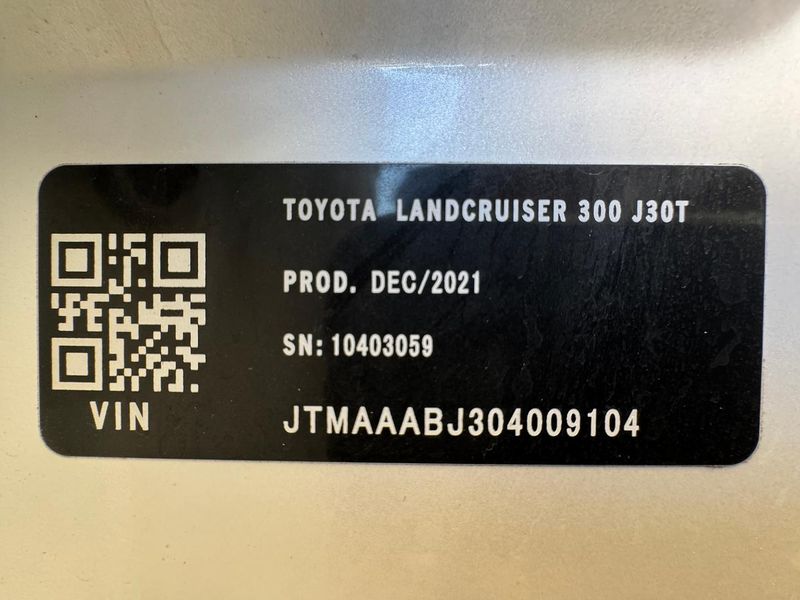 TOYOTA LANDCRUISER 300 J30T
PROD. DEC/2021
SN: 10403059
VIN
JTMAAABJ304009104